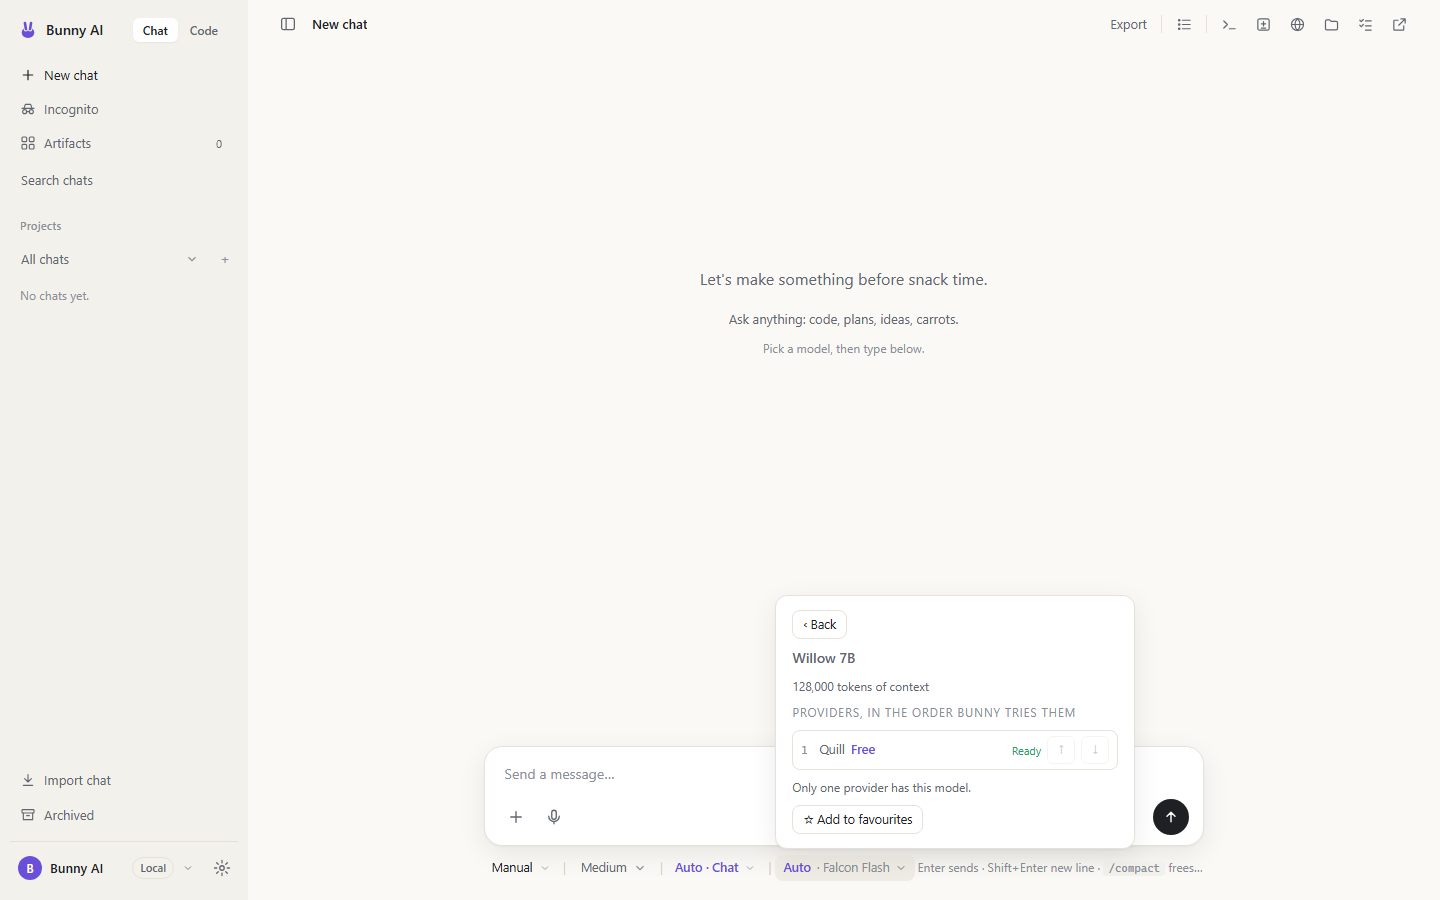 Bunny AI
Chat
Code
New chat
Export
New chat
Incognito
Artifacts
0
Search chats
Projects
All chats
+
No chats yet.
Let's make something before snack time.
Ask anything: code, plans, ideas, carrots.
Pick a model, then type below.
‹ Back
Willow 7B
128,000 tokens of context
PROVIDERS, IN THE ORDER BUNNY TRIES THEM
1 Quill Free Ready ↑ ↓
Only one provider has this model.
☆ Add to favourites
Send a message...
Import chat
Archived
B Bunny AI Local
Manual | Medium | Auto · Chat | Auto · Falcon Flash Enter sends · Shift+Enter new line · /compact frees...